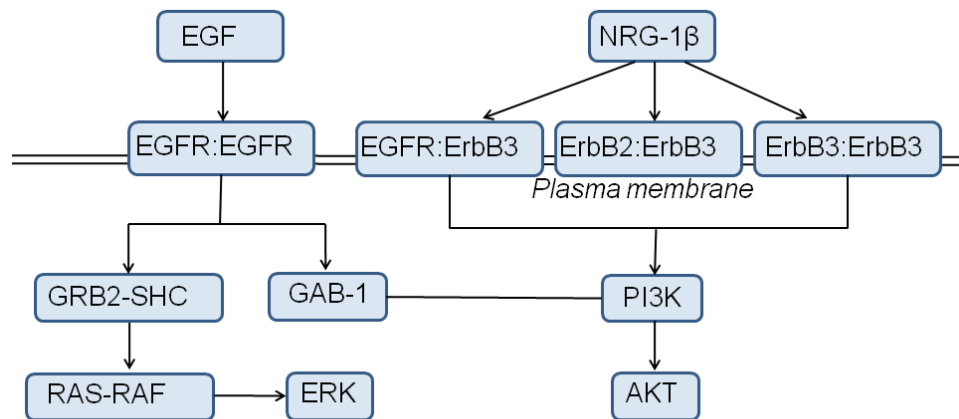 EGF
NRG-1β
EGFR:EGFR
EGFR:ErbB3
ErbB2:ErbB3
ErbB3:ErbB3
Plasma membrane
GRB2-SHC
GAB-1
PI3K
RAS-RAF
ERK
AKT